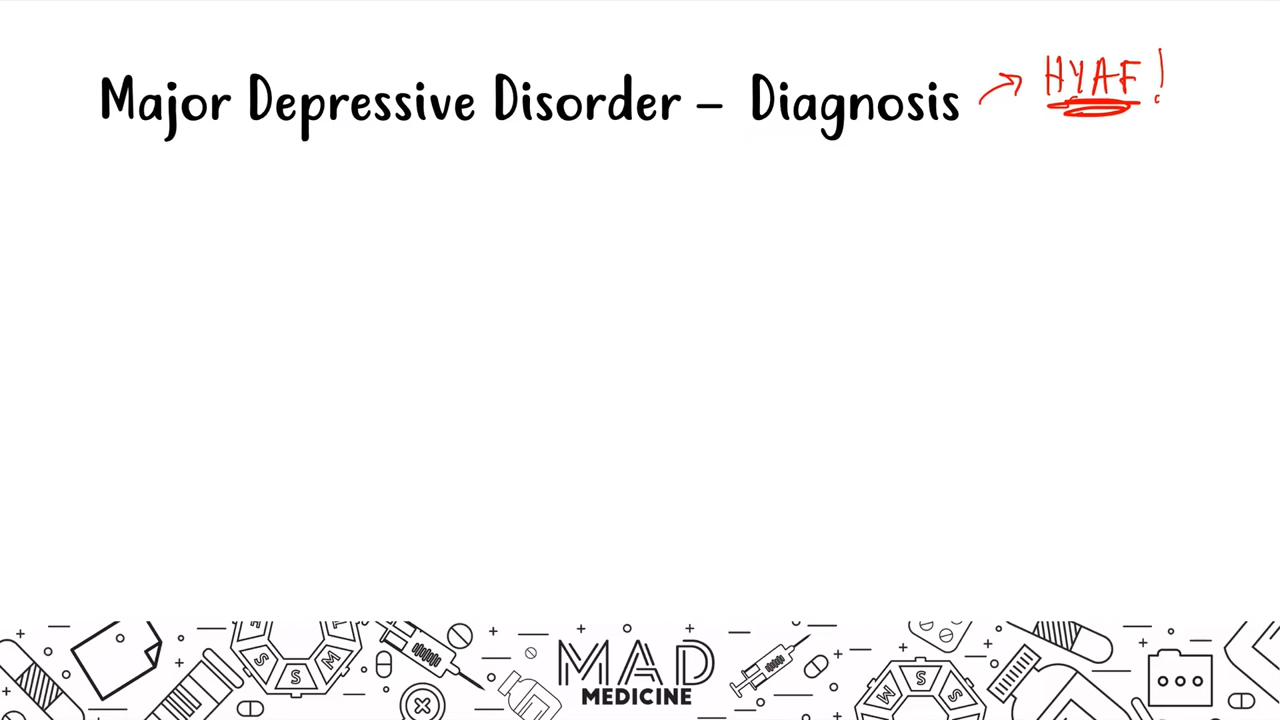 Major Depressive Disorder – Diagnosis → HYAF!
MAD
MEDICINE
S
S
M
M
S
S